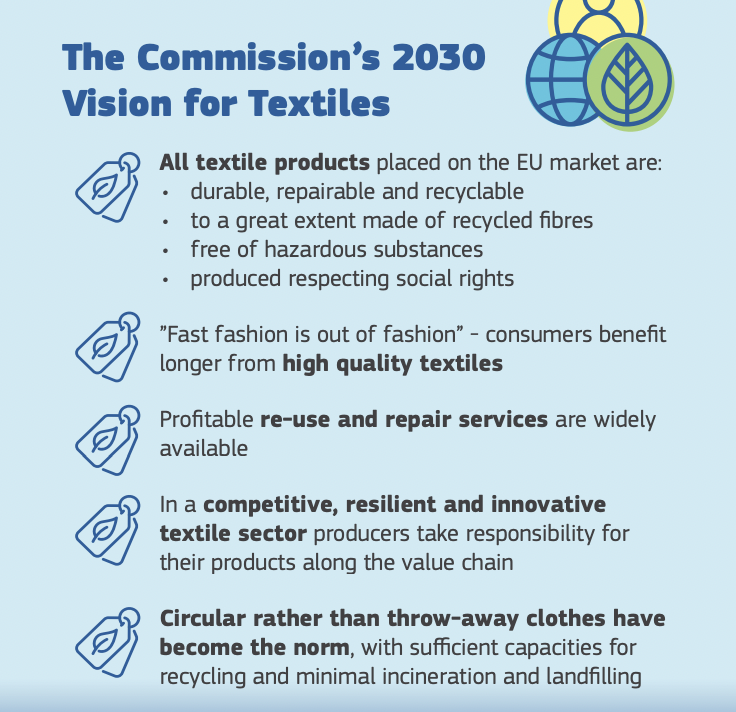 The Commission’s 2030
Vision for Textiles
All textile products placed on the EU market are:
• durable, repairable and recyclable
• to a great extent made of recycled fibres
• free of hazardous substances
• produced respecting social rights
”Fast fashion is out of fashion” - consumers benefit
longer from high quality textiles
Profitable re-use and repair services are widely
available
In a competitive, resilient and innovative
textile sector producers take responsibility for
their products along the value chain
Circular rather than throw-away clothes have
become the norm, with sufficient capacities for
recycling and minimal incineration and landfilling